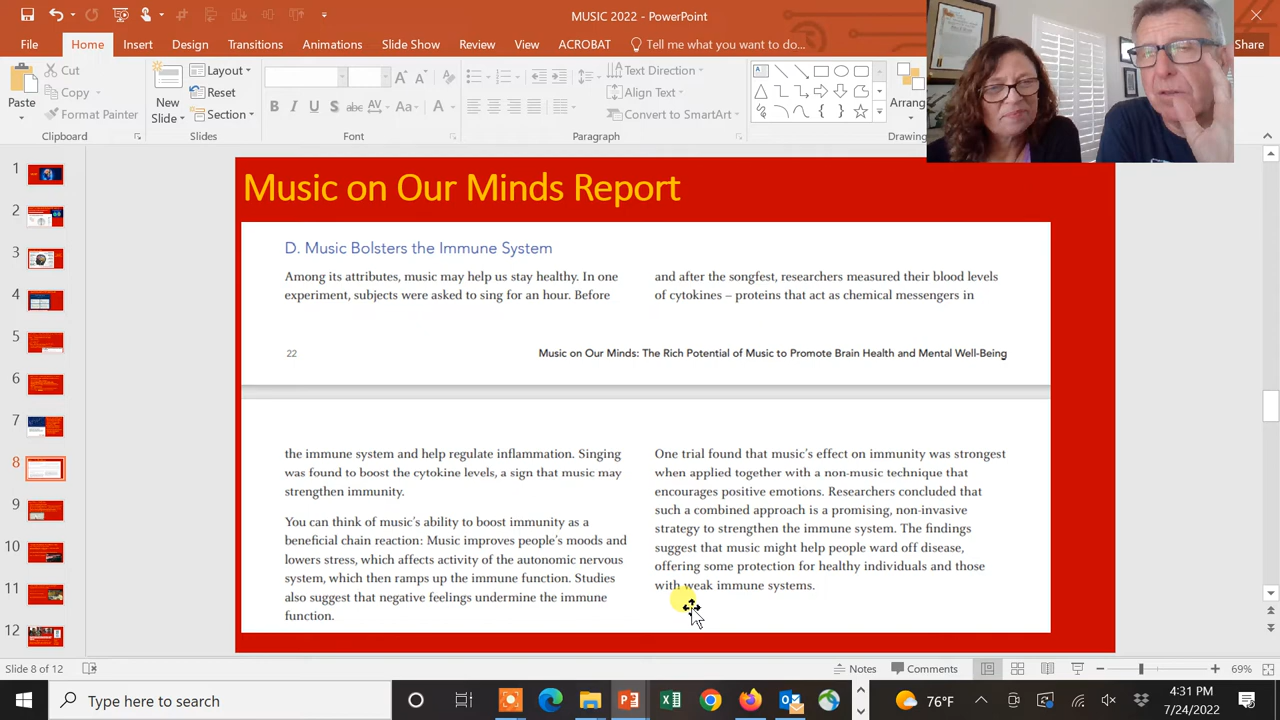 MUSIC 2022 - PowerPoint
File Home Insert Design Transitions Animations Slide Show Review View ACROBAT Tell me what you want to do... Share
Paste Cut Copy Format Painter
New Slide Layout Reset Section
B I U S abc AV Aa A
Text Direction Align Text Convert to SmartArt
Arrang
Clipboard Slides Font Paragraph Drawing
1
2
3
4
5
6
7
8
9
10
11
12
Music on Our Minds Report
D. Music Bolsters the Immune System
Among its attributes, music may help us stay healthy. In one
experiment, subjects were asked to sing for an hour. Before
and after the songfest, researchers measured their blood levels
of cytokines – proteins that act as chemical messengers in
22
Music on Our Minds: The Rich Potential of Music to Promote Brain Health and Mental Well-Being
the immune system and help regulate inflammation. Singing
was found to boost the cytokine levels, a sign that music may
strengthen immunity.
You can think of music’s ability to boost immunity as a
beneficial chain reaction: Music improves people’s moods and
lowers stress, which affects activity of the autonomic nervous
system, which then ramps up the immune function. Studies
also suggest that negative feelings undermine the immune
function.
One trial found that music’s effect on immunity was strongest
when applied together with a non-music technique that
encourages positive emotions. Researchers concluded that
such a combined approach is a promising, non-invasive
strategy to strengthen the immune system. The findings
suggest that music might help people ward off disease,
offering some protection for healthy individuals and those
with weak immune systems.
Slide 8 of 12 Notes Comments 69%
Type here to search 76°F 4:31 PM
7/24/2022